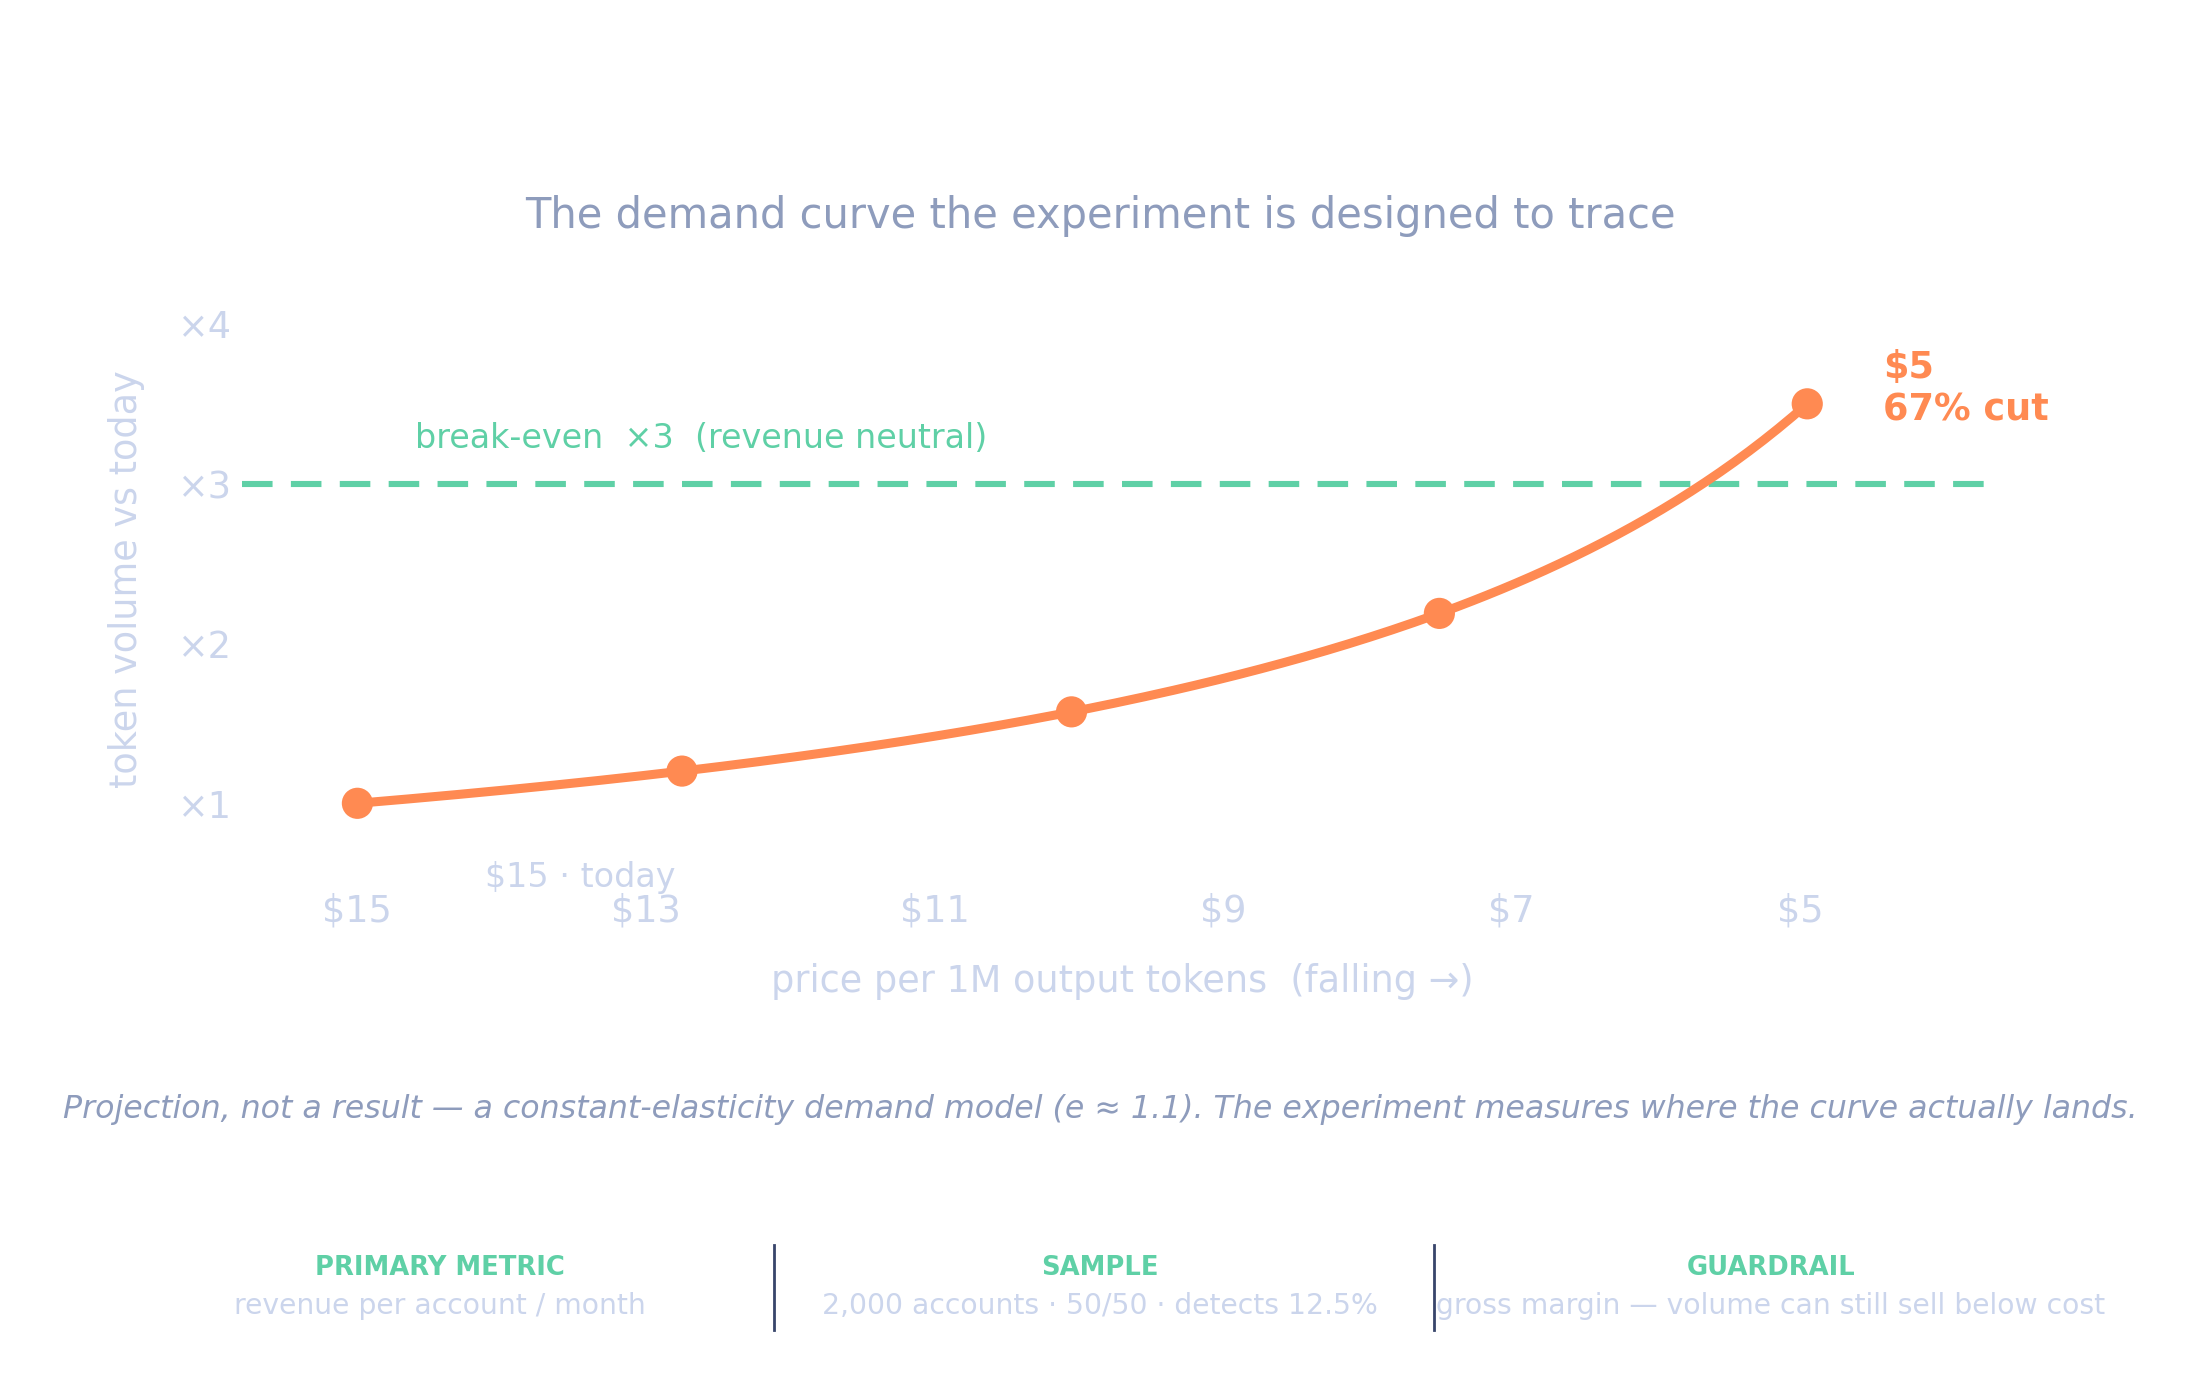 The demand curve the experiment is designed to trace
×4
×3
×2
×1
token volume vs today
break-even  ×3  (revenue neutral)
$5
67% cut
$15 · today
$15
$13
$11
$9
$7
$5
price per 1M output tokens  (falling →)
Projection, not a result — a constant-elasticity demand model (e ≈ 1.1). The experiment measures where the curve actually lands.
PRIMARY METRIC
revenue per account / month
SAMPLE
2,000 accounts · 50/50 · detects 12.5%
GUARDRAIL
gross margin — volume can still sell below cost